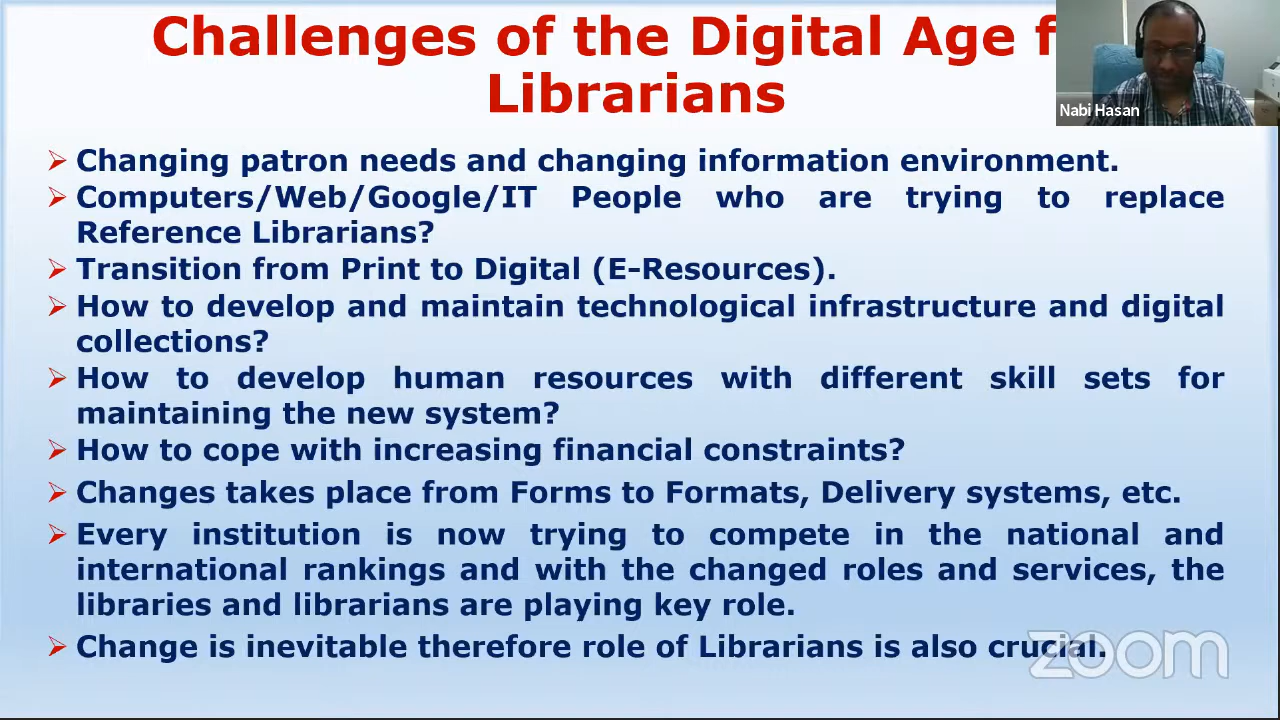 Challenges of the Digital Age f
Librarians
Nabi Hasan
➢ Changing patron needs and changing information environment.
➢ Computers/Web/Google/IT People who are trying to replace
Reference Librarians?
➢ Transition from Print to Digital (E-Resources).
➢ How to develop and maintain technological infrastructure and digital
collections?
➢ How to develop human resources with different skill sets for
maintaining the new system?
➢ How to cope with increasing financial constraints?
➢ Changes takes place from Forms to Formats, Delivery systems, etc.
➢ Every institution is now trying to compete in the national and
international rankings and with the changed roles and services, the
libraries and librarians are playing key role.
➢ Change is inevitable therefore role of Librarians is also crucial.
zoom